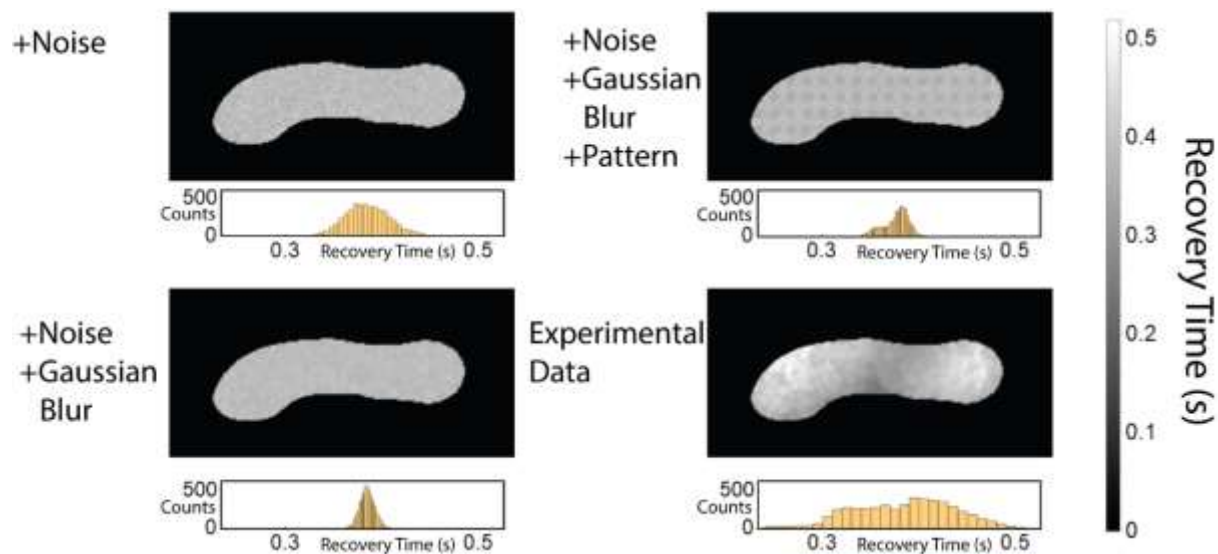 +Noise
500
Counts
0
0.3
Recovery Time (s)
0.5
+Noise
+Gaussian
Blur
+Pattern
500
Counts
0
0.3
Recovery Time (s)
0.5
+Noise
+Gaussian
Blur
500
Counts
0
0.3
Recovery Time (s)
0.5
Experimental
Data
500
Counts
0
0.3
Recovery Time (s)
0.5
0.5
0.4
0.3
0.2
0.1
0
Recovery Time (s)